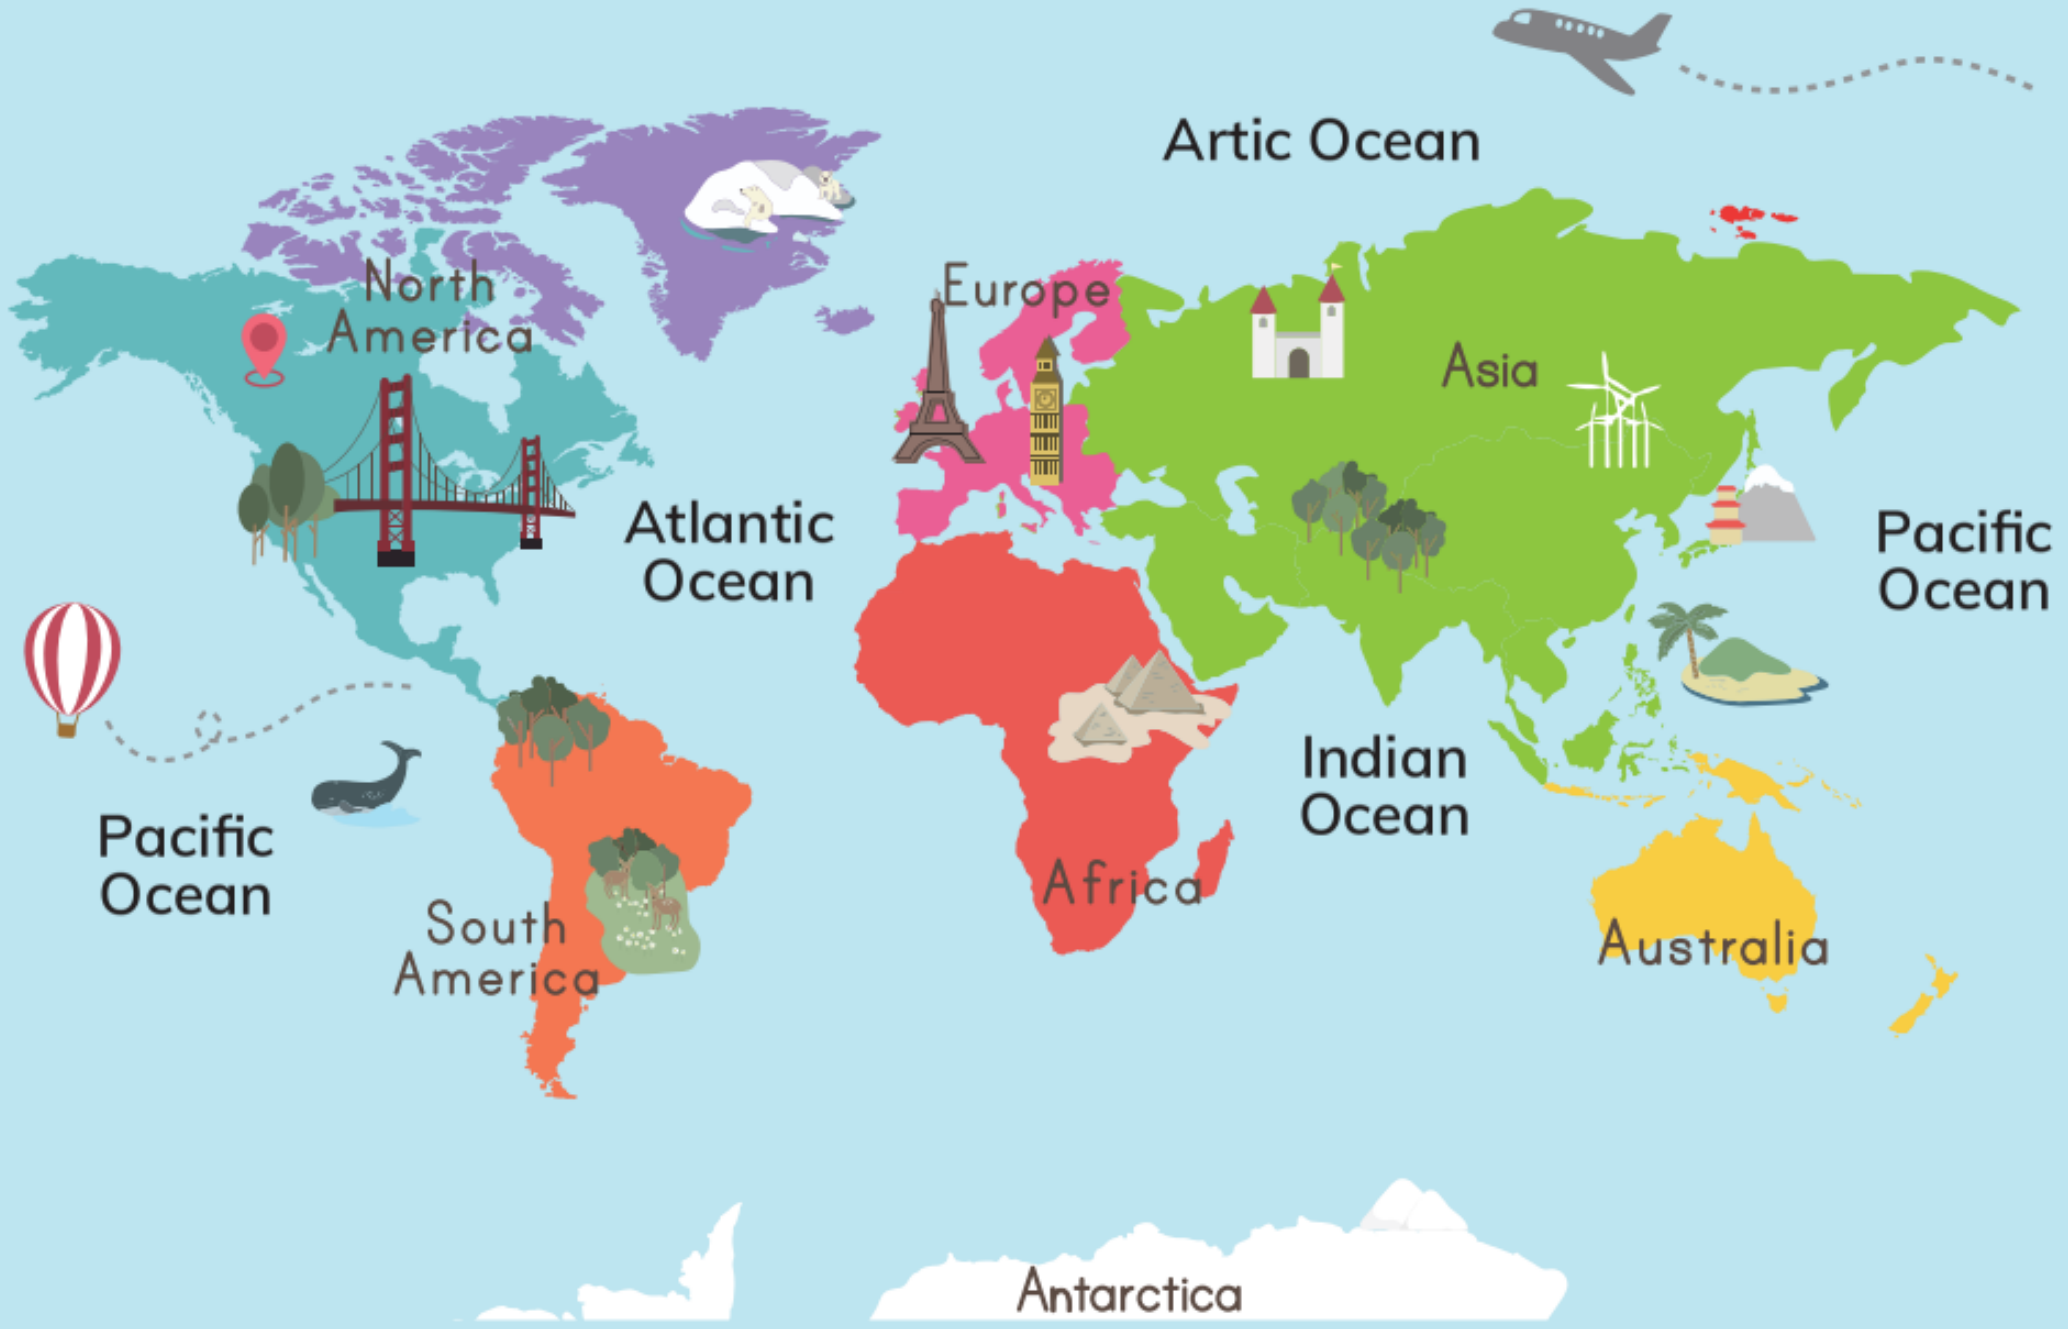 Artic Ocean
North
America
Europe
Asia
Atlantic
Ocean
Pacific
Ocean
Indian
Ocean
Pacific
Ocean
Africa
South
America
Australia
Antarctica